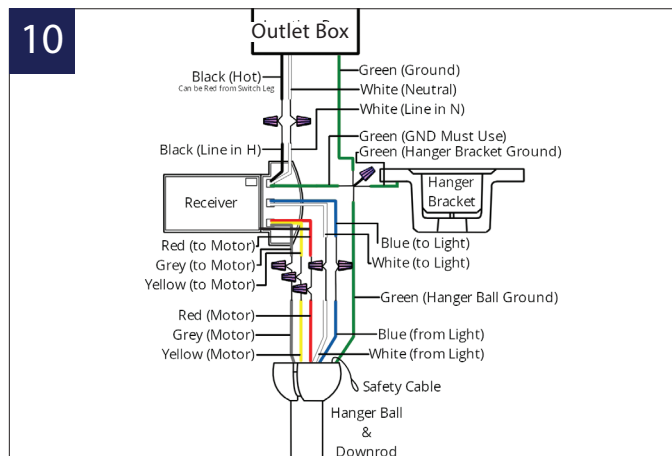 10
Outlet Box
Black (Hot)
Can be Red from Switch Leg
Green (Ground)
White (Neutral)
White (Line in N)
Green (GND Must Use)
Black (Line in H)
Green (Hanger Bracket Ground)
Receiver
Hanger
Bracket
Red (to Motor)
Blue (to Light)
Grey (to Motor)
White (to Light)
Yellow (to Motor)
Green (Hanger Ball Ground)
Red (Motor)
Grey (Motor)
Blue (from Light)
Yellow (Motor)
White (from Light)
Safety Cable
Hanger Ball
&
Downrod